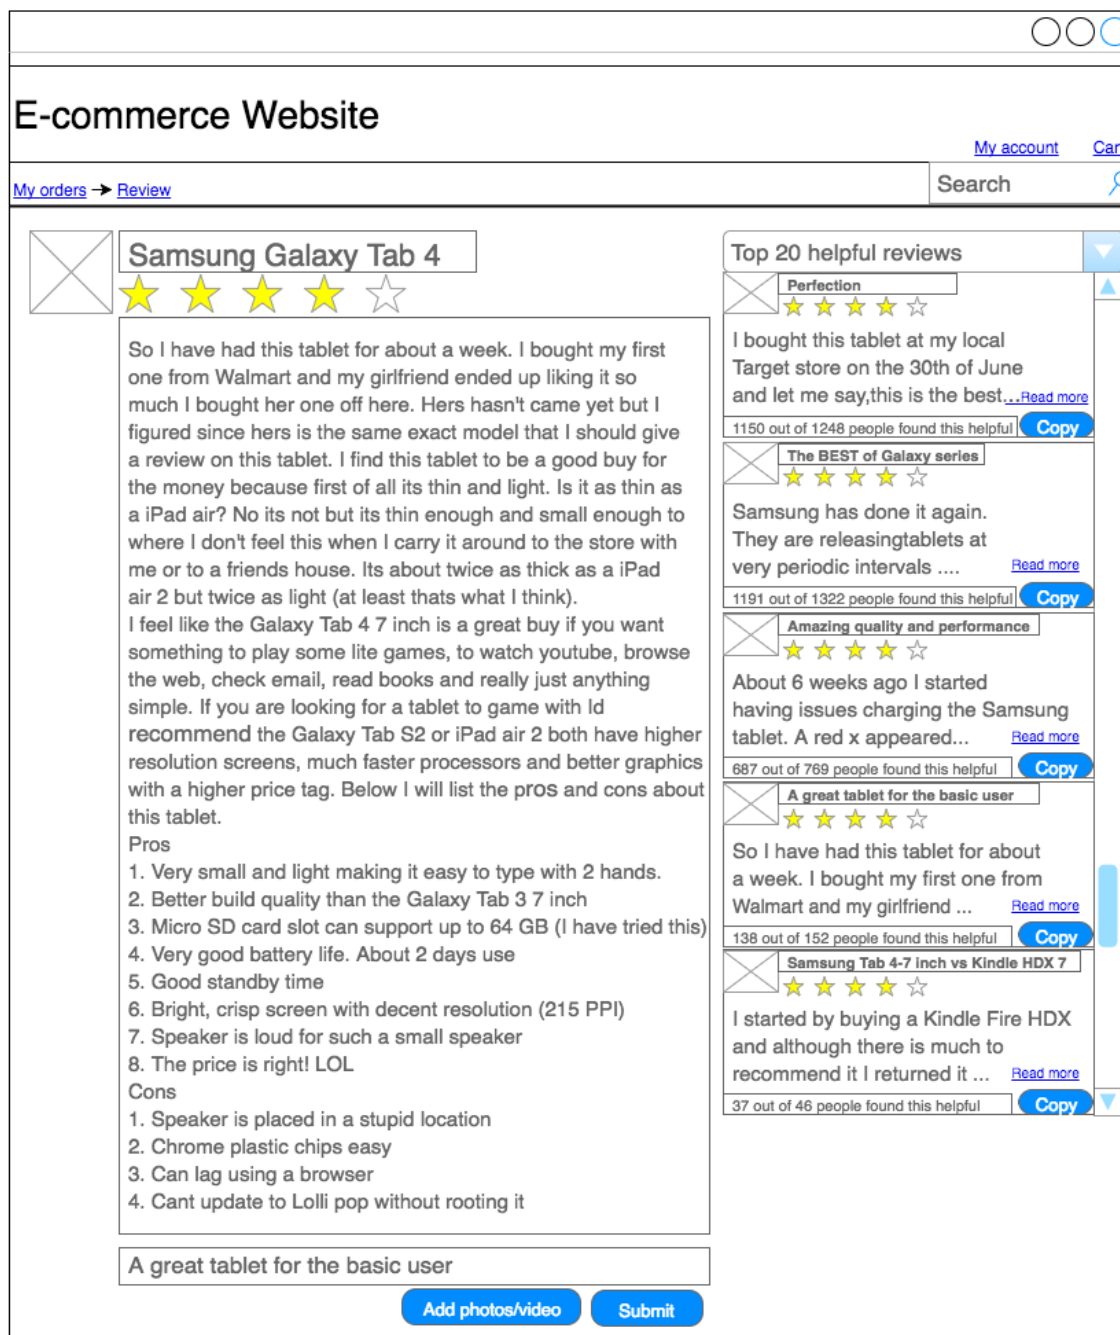 E-commerce Website
My account
Car
My orders
Review
Search
Samsung Galaxy Tab 4
So I have had this tablet for about a week. I bought my first
one from Walmart and my girlfriend ended up liking it so
much I bought her one off here. Hers hasn't came yet but I
figured since hers is the same exact model that I should give
a review on this tablet. I find this tablet to be a good buy for
the money because first of all its thin and light. Is it as thin as
a iPad air? No its not but its thin enough and small enough to
where I don't feel this when I carry it around to the store with
me or to a friends house. Its about twice as thick as a iPad
air 2 but twice as light (at least thats what I think).
I feel like the Galaxy Tab 4 7 inch is a great buy if you want
something to play some lite games, to watch youtube, browse
the web, check email, read books and really just anything
simple. If you are looking for a tablet to game with Id
recommend the Galaxy Tab S2 or iPad air 2 both have higher
resolution screens, much faster processors and better graphics
with a higher price tag. Below I will list the pros and cons about
this tablet.
Pros
1. Very small and light making it easy to type with 2 hands.
2. Better build quality than the Galaxy Tab 3 7 inch
3. Micro SD card slot can support up to 64 GB (I have tried this)
4. Very good battery life. About 2 days use
5. Good standby time
6. Bright, crisp screen with decent resolution (215 PPI)
7. Speaker is loud for such a small speaker
8. The price is right! LOL
Cons
1. Speaker is placed in a stupid location
2. Chrome plastic chips easy
3. Can lag using a browser
4. Cant update to Lolli pop without rooting it
A great tablet for the basic user
Add photos/video
Submit
Top 20 helpful reviews
Perfection
I bought this tablet at my local
Target store on the 30th of June
and let me say,this is the best...Read more
1150 out of 1248 people found this helpful
Copy
The BEST of Galaxy series
Samsung has done it again.
They are releasingtablets at
very periodic intervals .... Read more
1191 out of 1322 people found this helpful
Copy
Amazing quality and performance
About 6 weeks ago I started
having issues charging the Samsung
tablet. A red x appeared... Read more
687 out of 769 people found this helpful
Copy
A great tablet for the basic user
So I have had this tablet for about
a week. I bought my first one from
Walmart and my girlfriend ... Read more
138 out of 152 people found this helpful
Copy
Samsung Tab 4-7 inch vs Kindle HDX 7
I started by buying a Kindle Fire HDX
and although there is much to
recommend it I returned it ... Read more
37 out of 46 people found this helpful
Copy